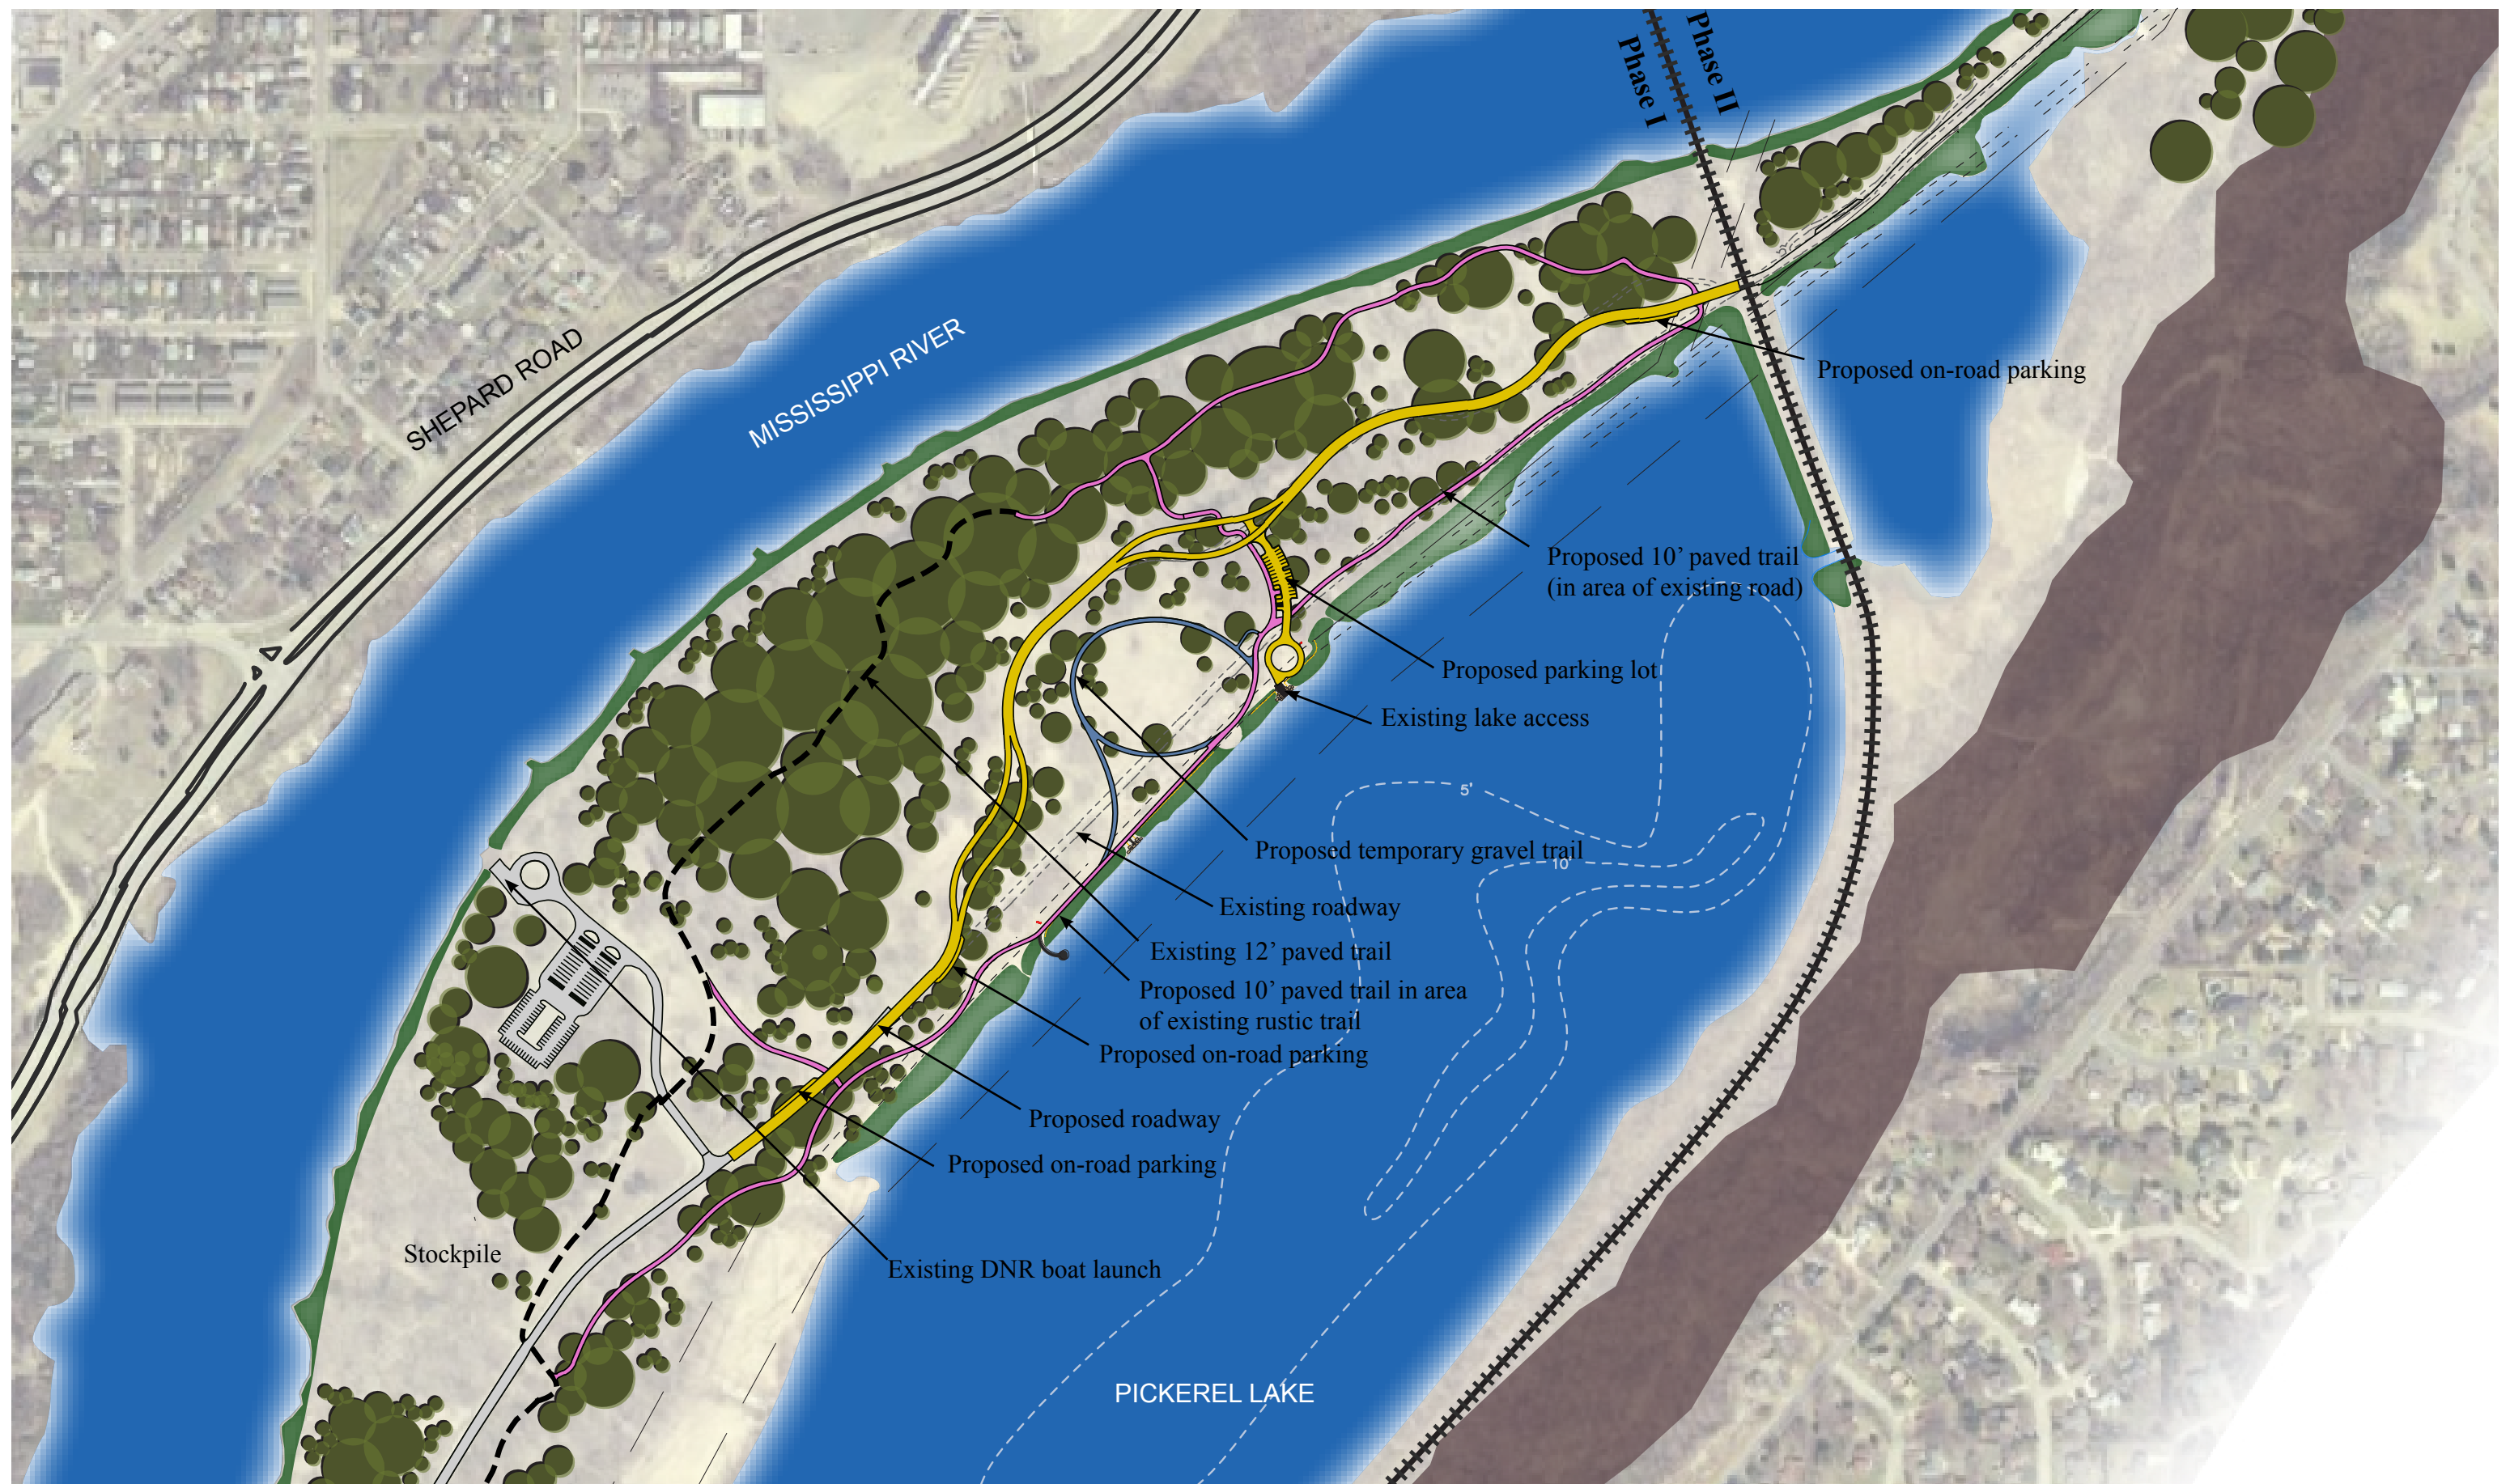 Phase II
Phase I
SHEPARD ROAD
MISSISSIPPI RIVER
Proposed on-road parking
Proposed 10’ paved trail
(in area of existing road)
Proposed parking lot
Existing lake access
5'
Proposed temporary gravel trail
10'
Existing roadway
Existing 12’ paved trail
Proposed 10’ paved trail in area
of existing rustic trail
Proposed on-road parking
Proposed roadway
Proposed on-road parking
Stockpile
Existing DNR boat launch
PICKEREL LAKE